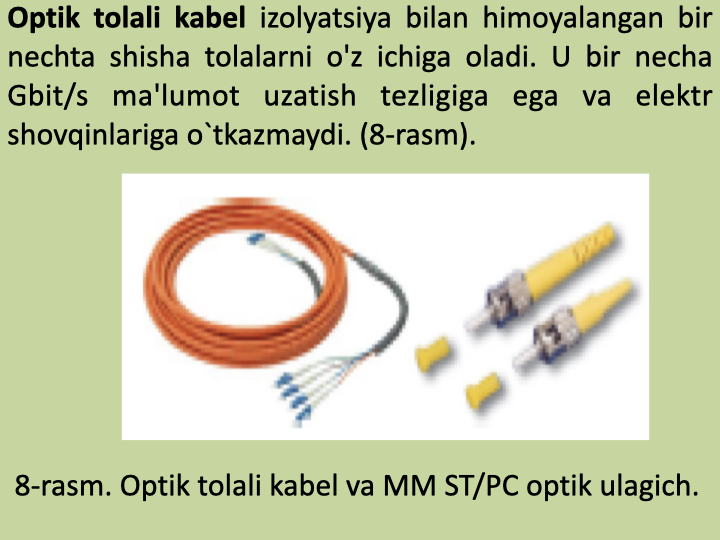 Optik tolali kabel izolyatsiya bilan himoyalangan bir
nechta shisha tolalarni o'z ichiga oladi. U bir necha
Gbit/s ma'lumot uzatish tezligiga ega va elektr
shovqinlariga o`tkazmaydi. (8-rasm).
8-rasm. Optik tolali kabel va MM ST/PC optik ulagich.